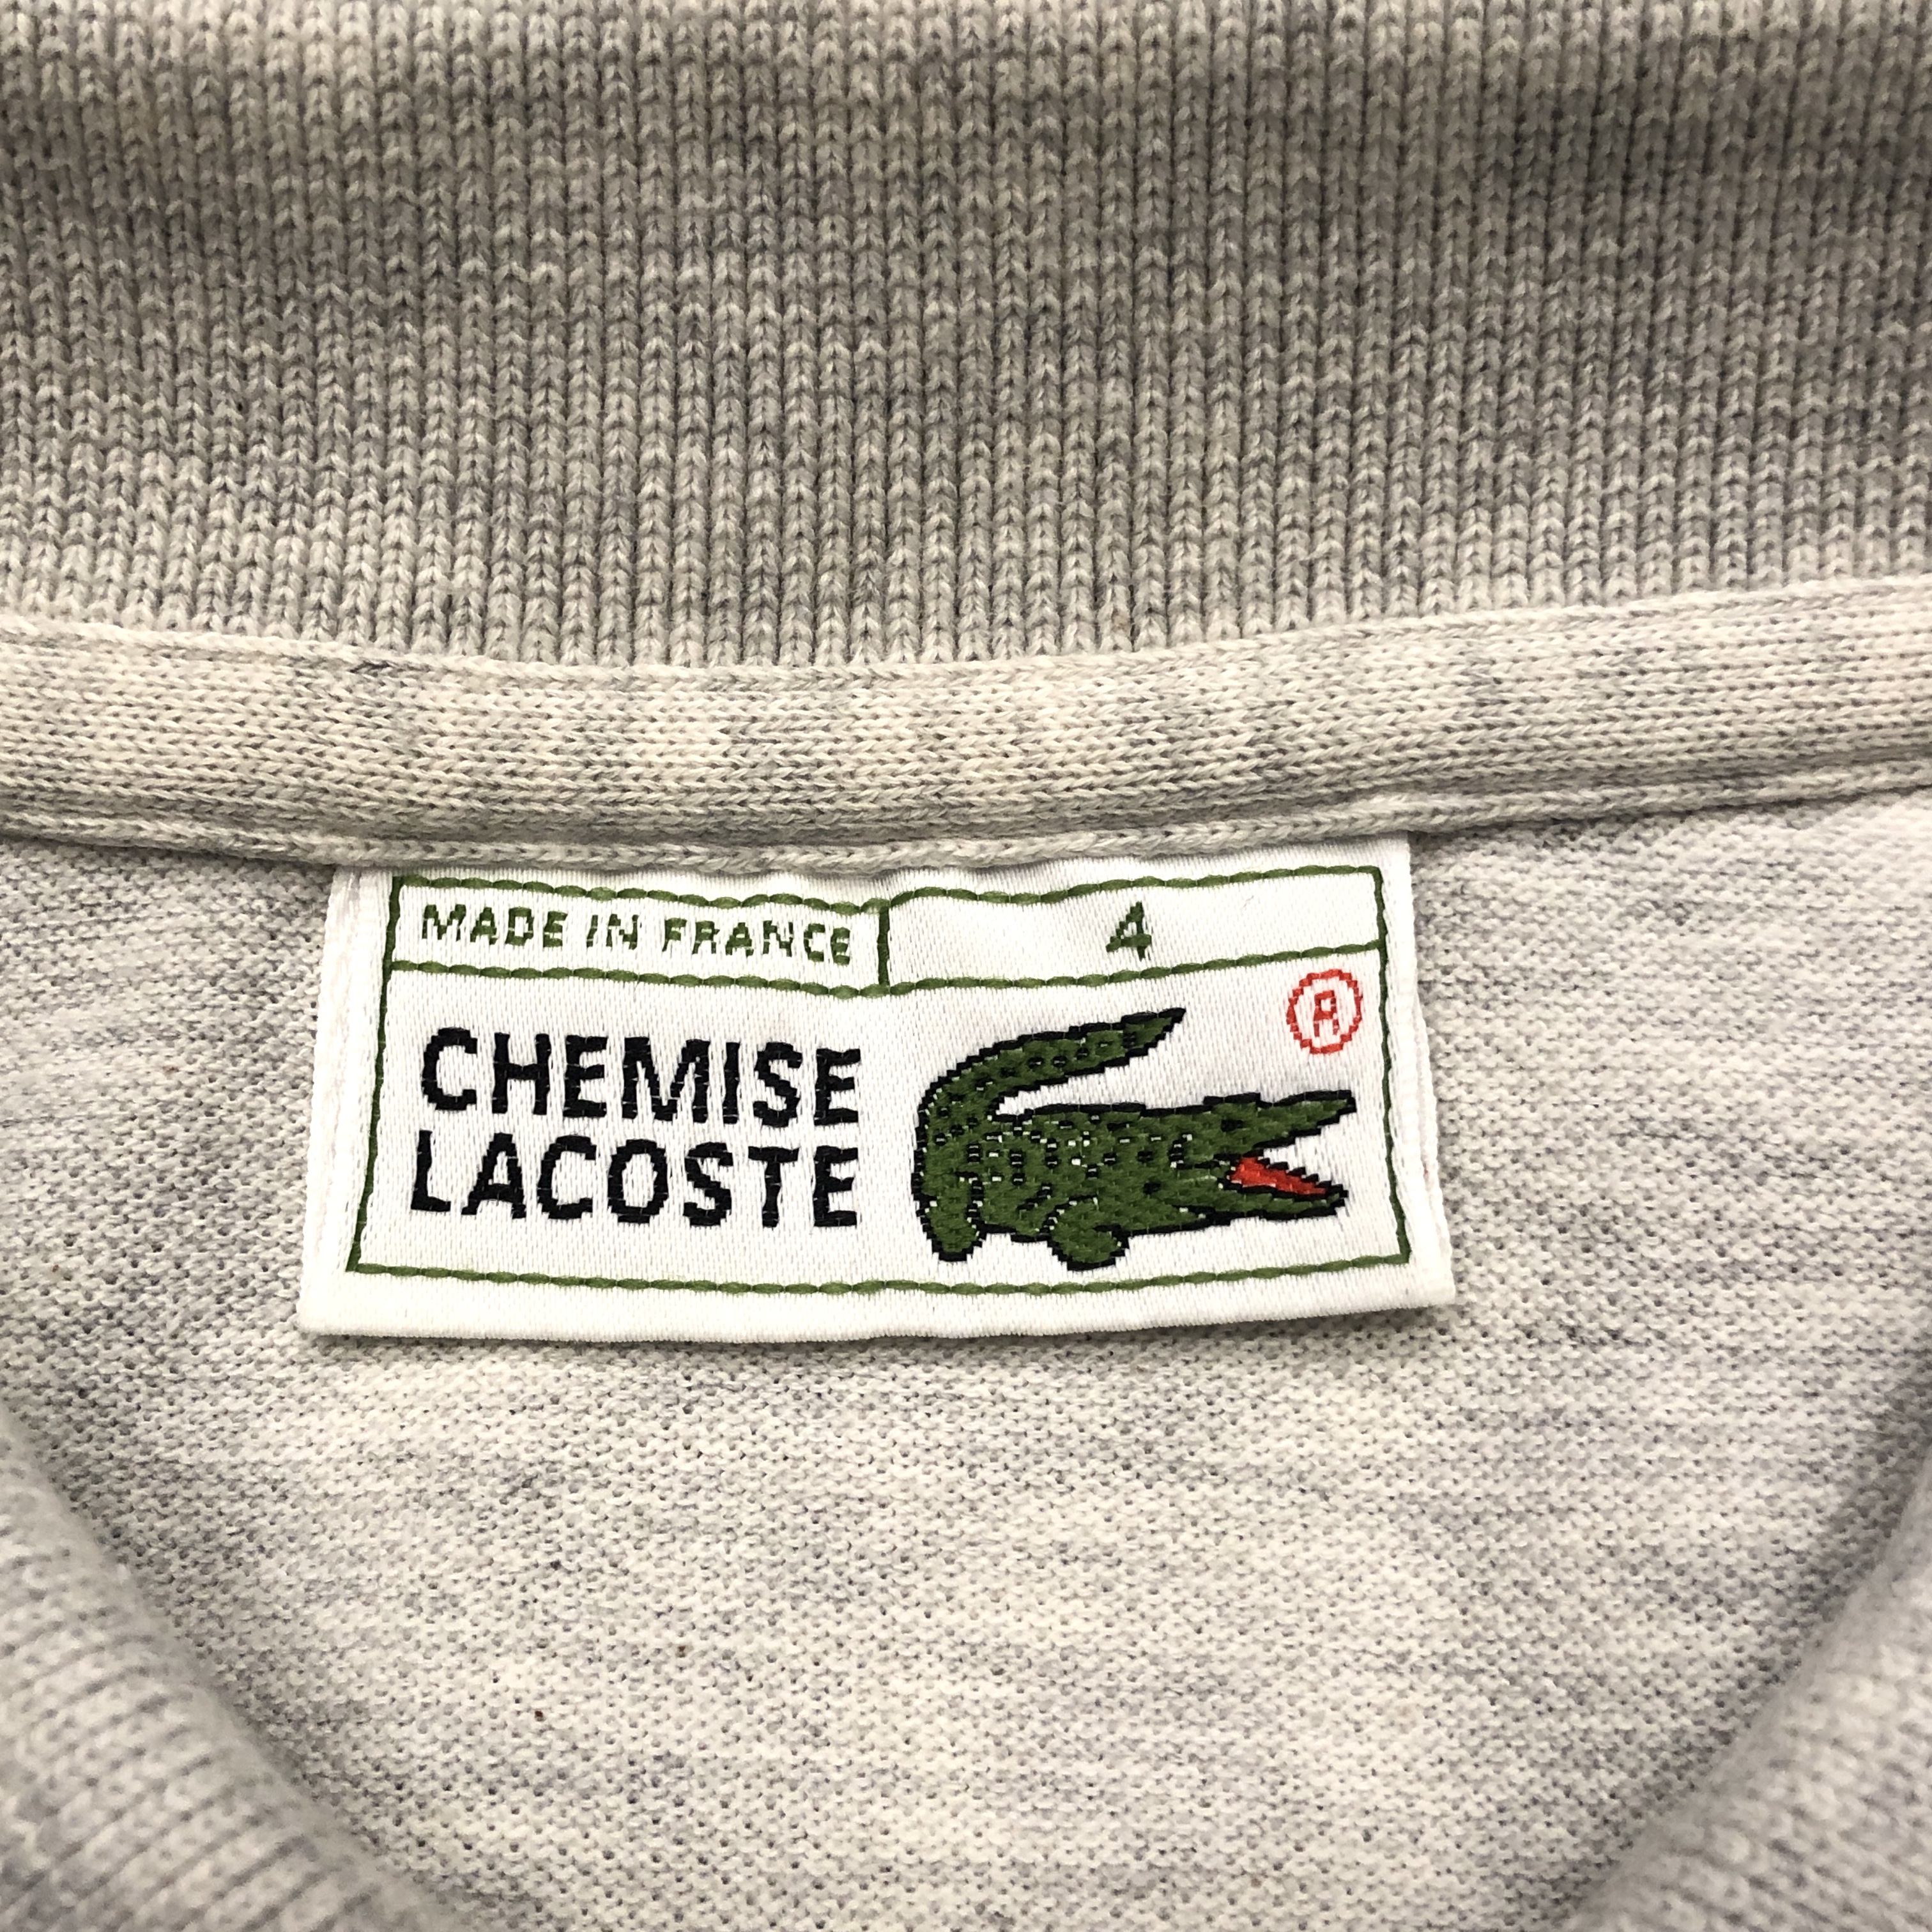 MADE IN FRANCE 4
®
CHEMISE
LACOSTE